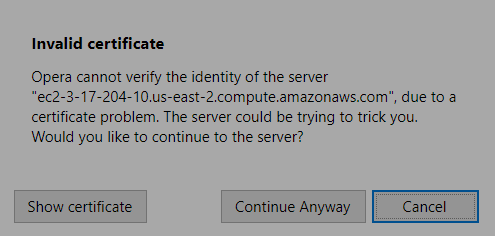 Invalid certificate
Opera cannot verify the identity of the server
"ec2-3-17-204-10.us-east-2.compute.amazonaws.com", due to a
certificate problem. The server could be trying to trick you.
Would you like to continue to the server?
Show certificate
Continue Anyway
Cancel